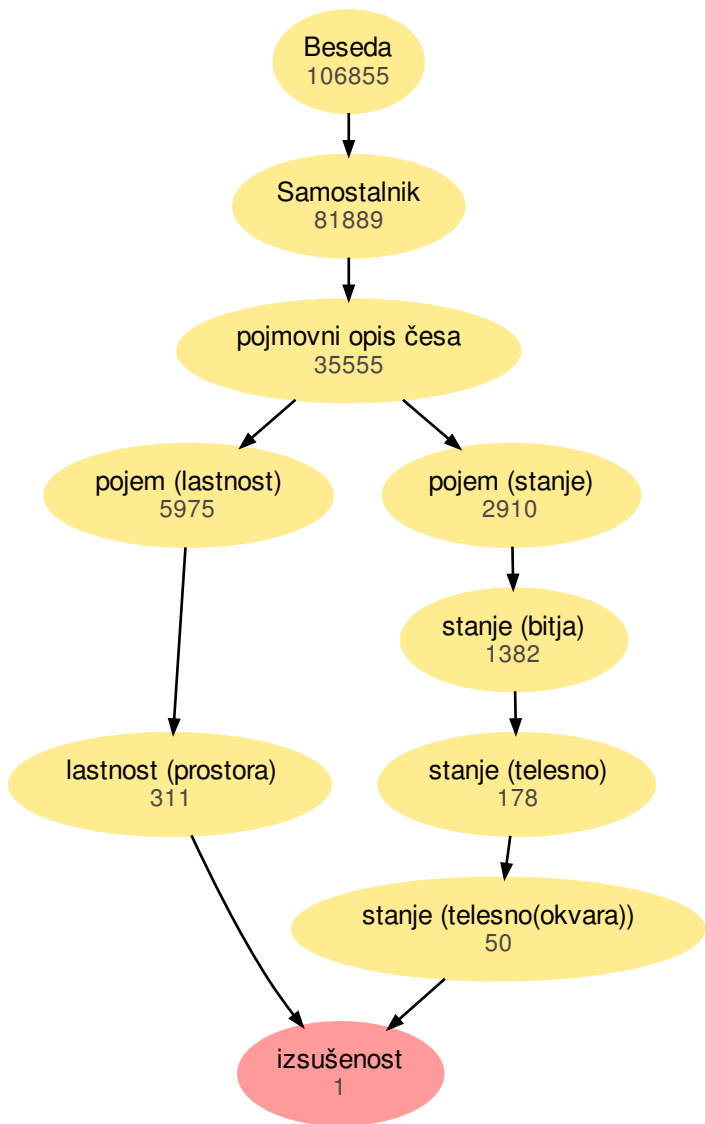 Beseda
106855
Samostalnik
81889
pojmovni opis česa
35555
pojem (lastnost)
5975
pojem (stanje)
2910
stanje (bitja)
1382
lastnost (prostora)
311
stanje (telesno)
178
stanje (telesno(okvara))
50
izsušenost
1